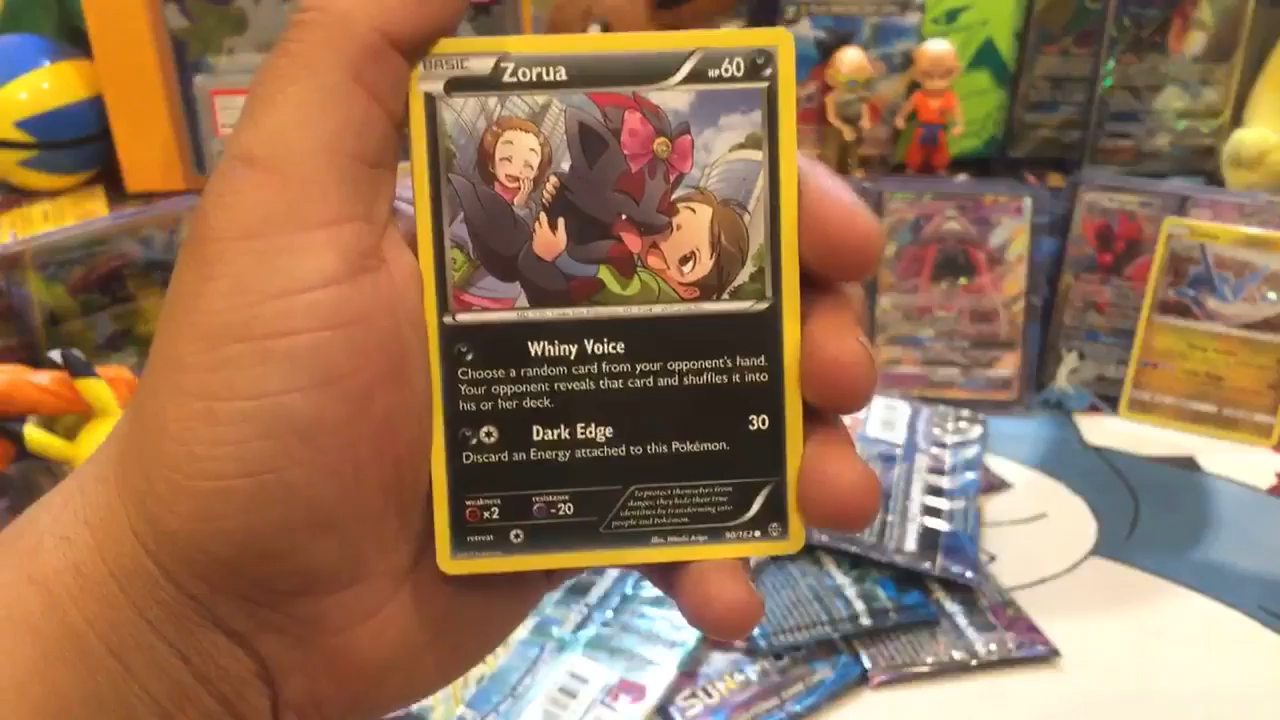 BASIC
Zorua
HP60
Whiny Voice
Choose a random card from your opponent's hand.
Your opponent reveals that card and shuffles it into
his or her deck.
Dark Edge 30
Discard an Energy attached to this Pokémon.
weakness
x2
resistance
-20
To protect themselves from
danger, they hide their true
identities by transforming into
people and Pokémon.
retreat
Illus. Hitoshi Ariga
90/162
SUN